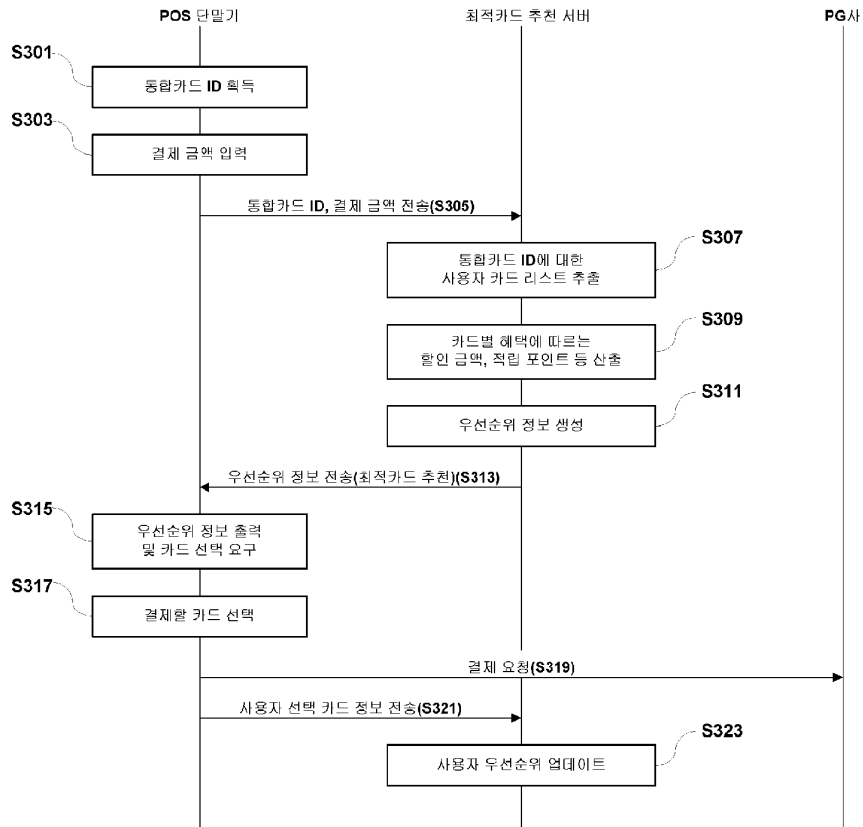 POS 단말기
최적카드 추천 서버
PG사
S301
통합카드 ID 획득
S303
결제 금액 입력
통합카드 ID, 결제 금액 전송(S305)
S307
통합카드 ID에 대한
사용자 카드 리스트 추출
S309
카드별 혜택에 따르는
할인 금액, 적립 포인트 등 산출
S311
우선순위 정보 생성
우선순위 정보 전송(최적카드 추천)(S313)
S315
우선순위 정보 출력
및 카드 선택 요구
S317
결제할 카드 선택
결제 요청(S319)
사용자 선택 카드 정보 전송(S321)
S323
사용자 우선순위 업데이트